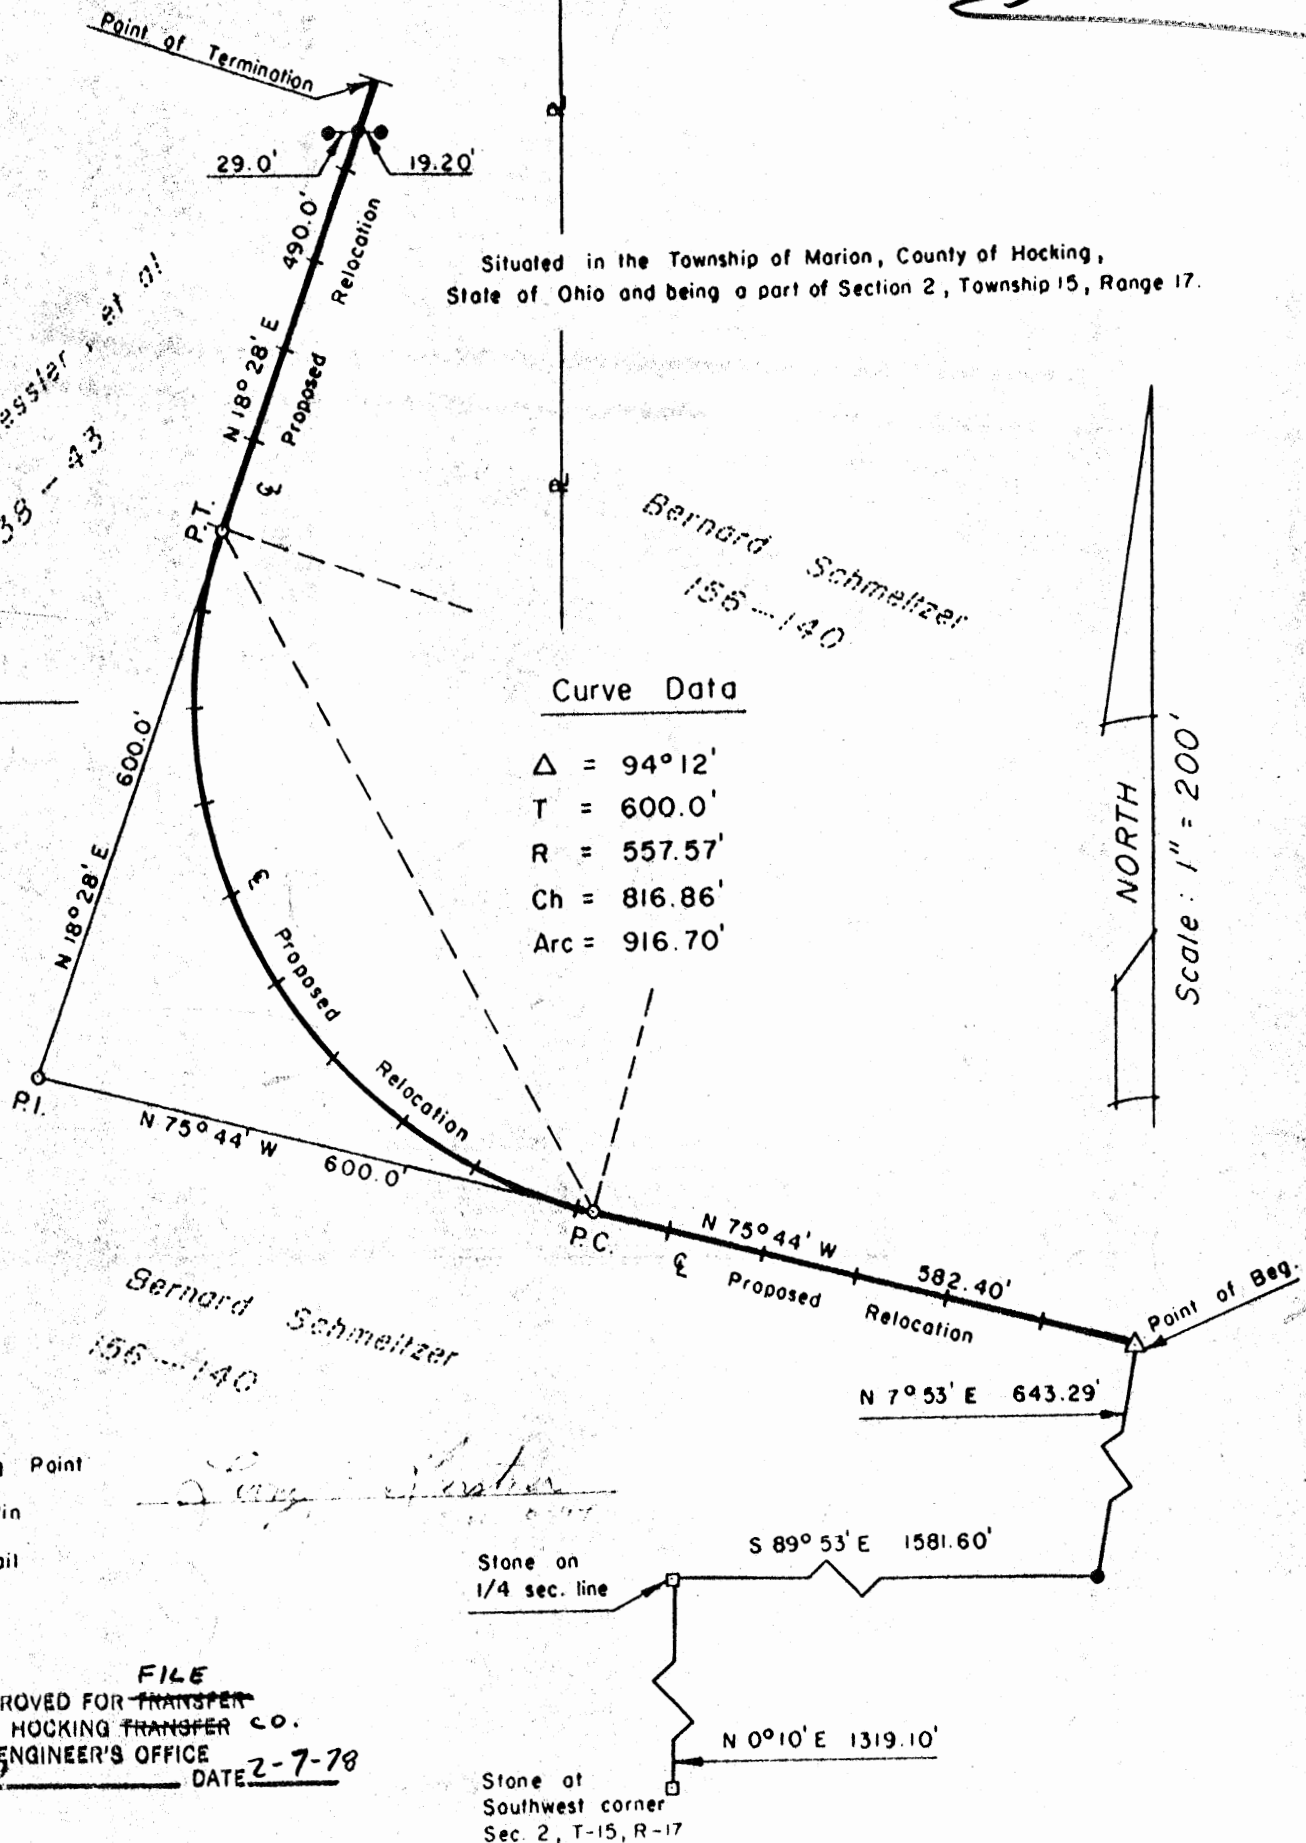 Point of Termination
29.0'
19.20'
490.0'
N 18° 28' E
Proposed Relocation
Situated in the Township of Marion, County of Hocking,
State of Ohio and being a part of Section 2, Township 15, Range 17.
et al
38 - 43
P.T.
Bernard Schmeltzer
156-140
Curve Data
Δ = 94° 12'
T = 600.0'
R = 557.57'
Ch = 816.86'
Arc = 916.70'
NORTH
Scale: 1" = 200'
600.0'
N 18° 28' E
Proposed Relocation
P.I.
N 75° 44' W 600.0'
P.C.
N 75° 44' W 582.40'
Proposed Relocation
Point of Beg.
Bernard Schmeltzer
156-140
N 7° 53' E 643.29'
Point
S 89° 53' E 1581.60'
Stone on
1/4 sec. line
N 0° 10' E 1319.10'
Stone at
Southwest corner
Sec. 2, T-15, R-17
FILE
ROVED FOR TRANSFER
HOCKING TRANSFER CO.
ENGINEER'S OFFICE
DATE 2-7-78